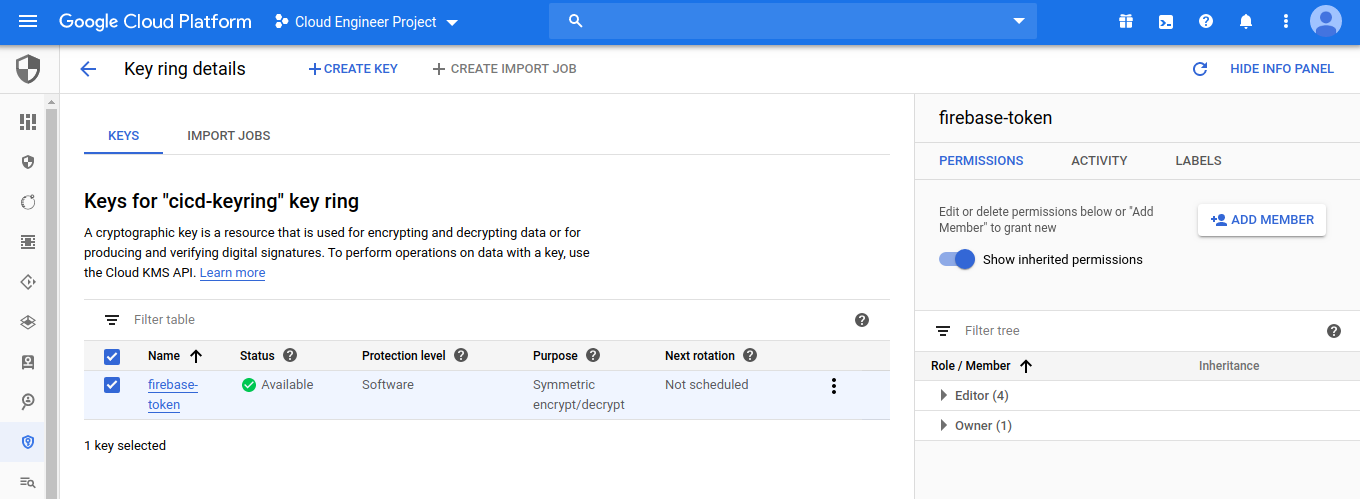 Google Cloud Platform
Cloud Engineer Project
Key ring details
CREATE KEY
CREATE IMPORT JOB
HIDE INFO PANEL
KEYS
IMPORT JOBS
Keys for "cicd-keyring" key ring
A cryptographic key is a resource that is used for encrypting and decrypting data or for
producing and verifying digital signatures. To perform operations on data with a key, use
the Cloud KMS API. Learn more
Filter table
Name
Status
Protection level
Purpose
Next rotation
firebase-
token
Available
Software
Symmetric
encrypt/decrypt
Not scheduled
1 key selected
firebase-token
PERMISSIONS
ACTIVITY
LABELS
Edit or delete permissions below or "Add
Member" to grant new
ADD MEMBER
Show inherited permissions
Filter tree
Role / Member
Inheritance
Editor (4)
Owner (1)